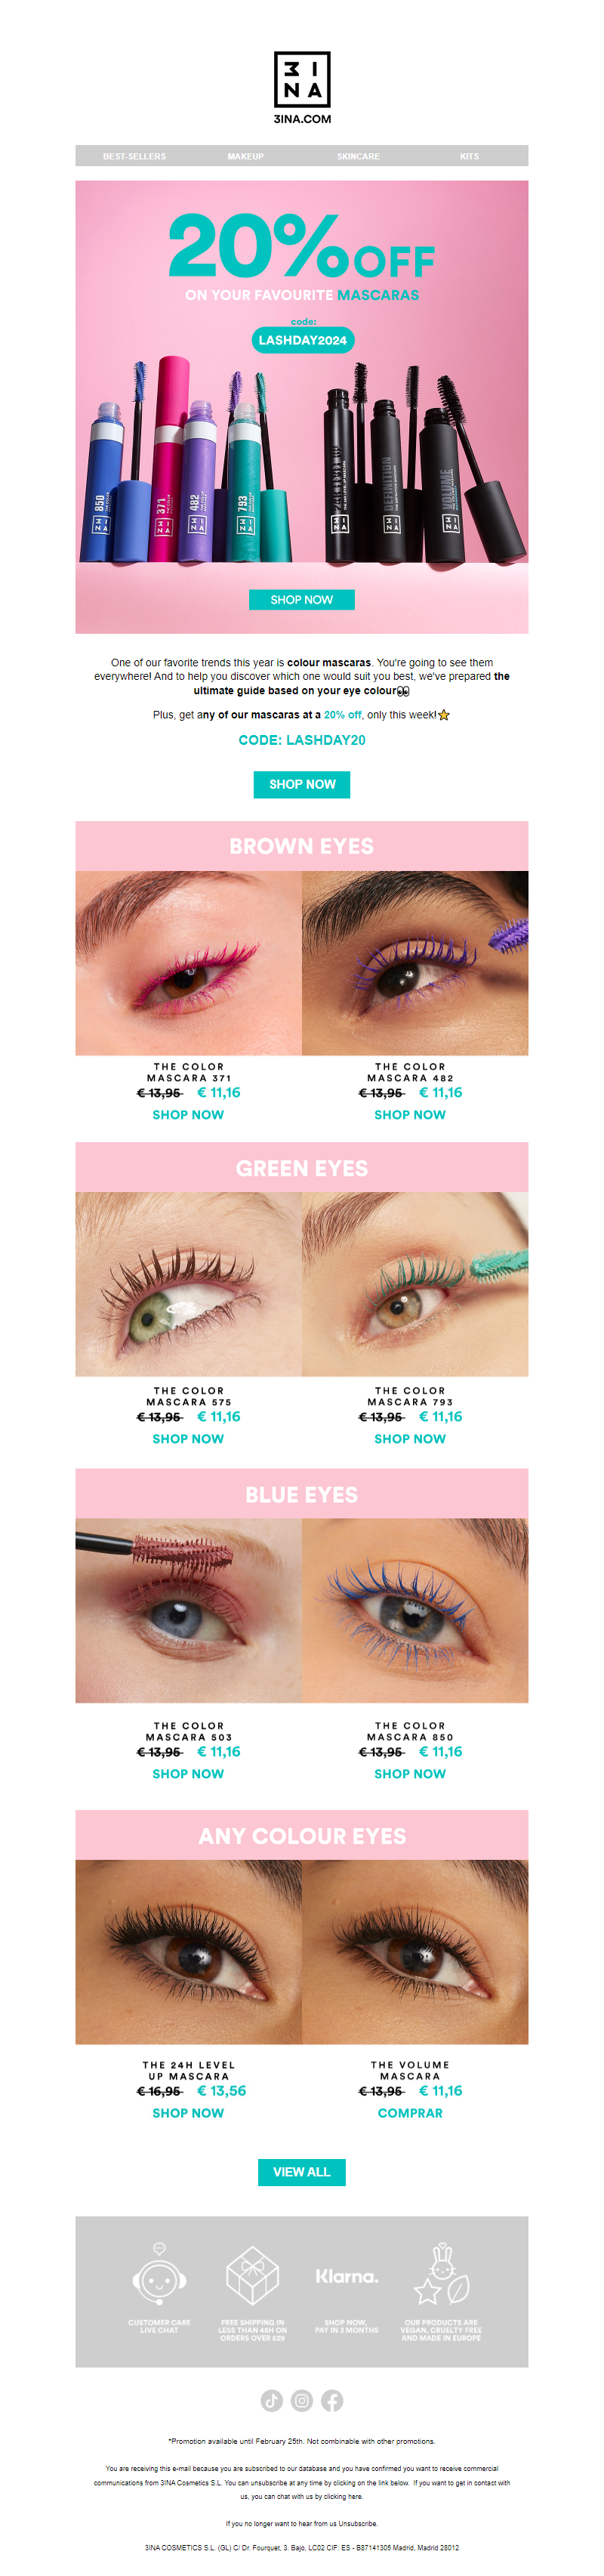 3 I
N A
3INA.COM
BEST-SELLERS MAKEUP SKINCARE KITS
20% OFF
ON YOUR FAVOURITE MASCARAS
code:
LASHDAY2024
850
371
482
793
DEFINITION
VOLUME
SHOP NOW
One of our favorite trends this year is colour mascaras. You're going to see them
everywhere! And to help you discover which one would suit you best, we've prepared the
ultimate guide based on your eye colour👀
Plus, get any of our mascaras at a 20% off, only this week!⭐
CODE: LASHDAY20
SHOP NOW
BROWN EYES
THE COLOR
MASCARA 371
€ 13,95 € 11,16
SHOP NOW
THE COLOR
MASCARA 482
€ 13,95 € 11,16
SHOP NOW
GREEN EYES
THE COLOR
MASCARA 575
€ 13,95 € 11,16
SHOP NOW
THE COLOR
MASCARA 793
€ 13,95 € 11,16
SHOP NOW
BLUE EYES
THE COLOR
MASCARA 503
€ 13,95 € 11,16
SHOP NOW
THE COLOR
MASCARA 850
€ 13,95 € 11,16
SHOP NOW
ANY COLOUR EYES
THE 24H LEVEL
UP MASCARA
€ 16,95 € 13,56
SHOP NOW
THE VOLUME
MASCARA
€ 13,95 € 11,16
COMPRAR
VIEW ALL
CUSTOMER CARE
LIVE CHAT
FREE SHIPPING IN
LESS THAN 48H ON
ORDERS OVER £29
Klarna.
SHOP NOW,
PAY IN 3 MONTHS
OUR PRODUCTS ARE
VEGAN, CRUELTY FREE
AND MADE IN EUROPE
*Promotion available until February 25th. Not combinable with other promotions.
You are receiving this e-mail because you are subscribed to our database and you have confirmed you want to receive commercial
communications from 3INA Cosmetics S.L. You can unsubscribe at any time by clicking on the link below. If you want to get in contact with
us, you can chat with us by clicking here.
If you no longer want to hear from us Unsubscribe.
3INA COSMETICS S.L. (GL) C/ Dr. Fourquet, 3. Bajo, LC02 CIF: ES - B87141305 Madrid, Madrid 28012